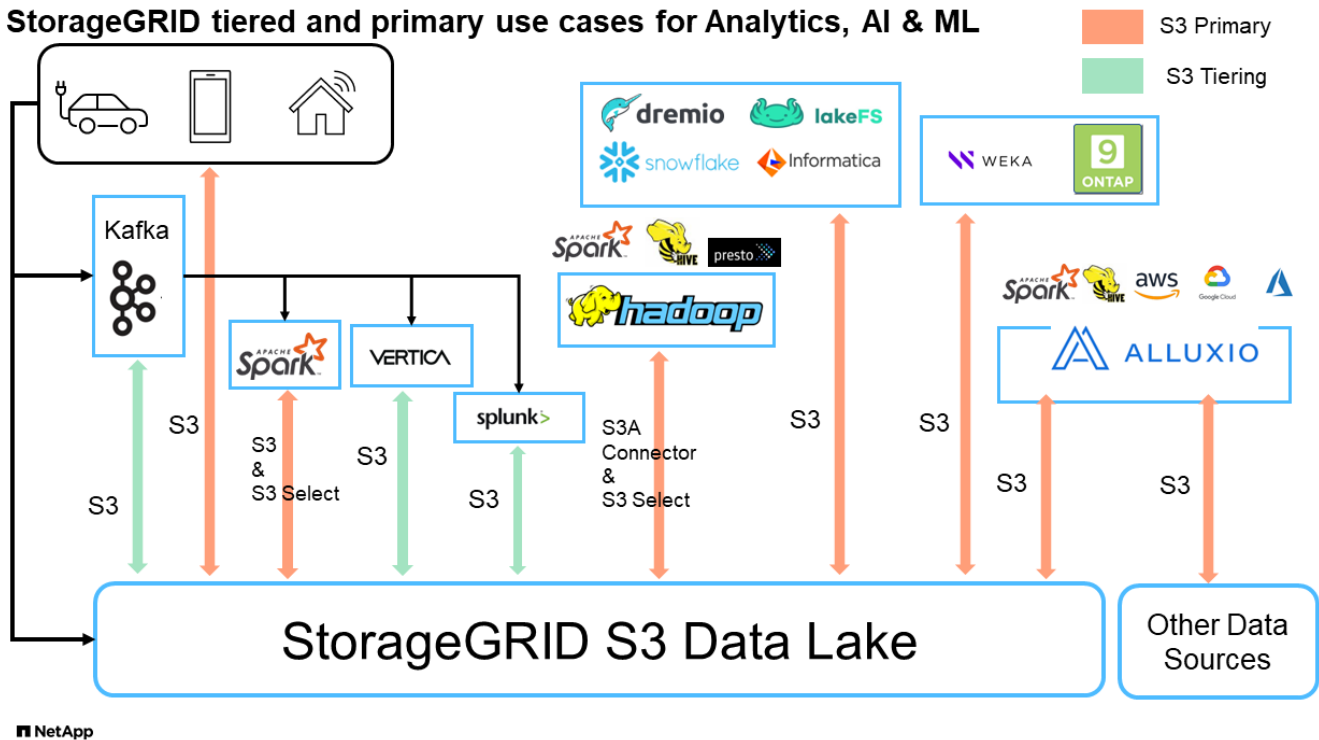 StorageGRID tiered and primary use cases for Analytics, AI & ML
S3 Primary
S3 Tiering
dremio
lakeFS
snowflake
Informatica
WEKA
9
ONTAP
Kafka
APACHE
Spark
HIVE
presto
hadoop
APACHE
Spark
HIVE
aws
Google Cloud
ALLUXIO
APACHE
Spark
VERTICA
splunk>
S3
S3
&
S3 Select
S3
S3
S3
S3A
Connector
&
S3 Select
S3
S3
S3
S3
StorageGRID S3 Data Lake
Other Data
Sources
NetApp